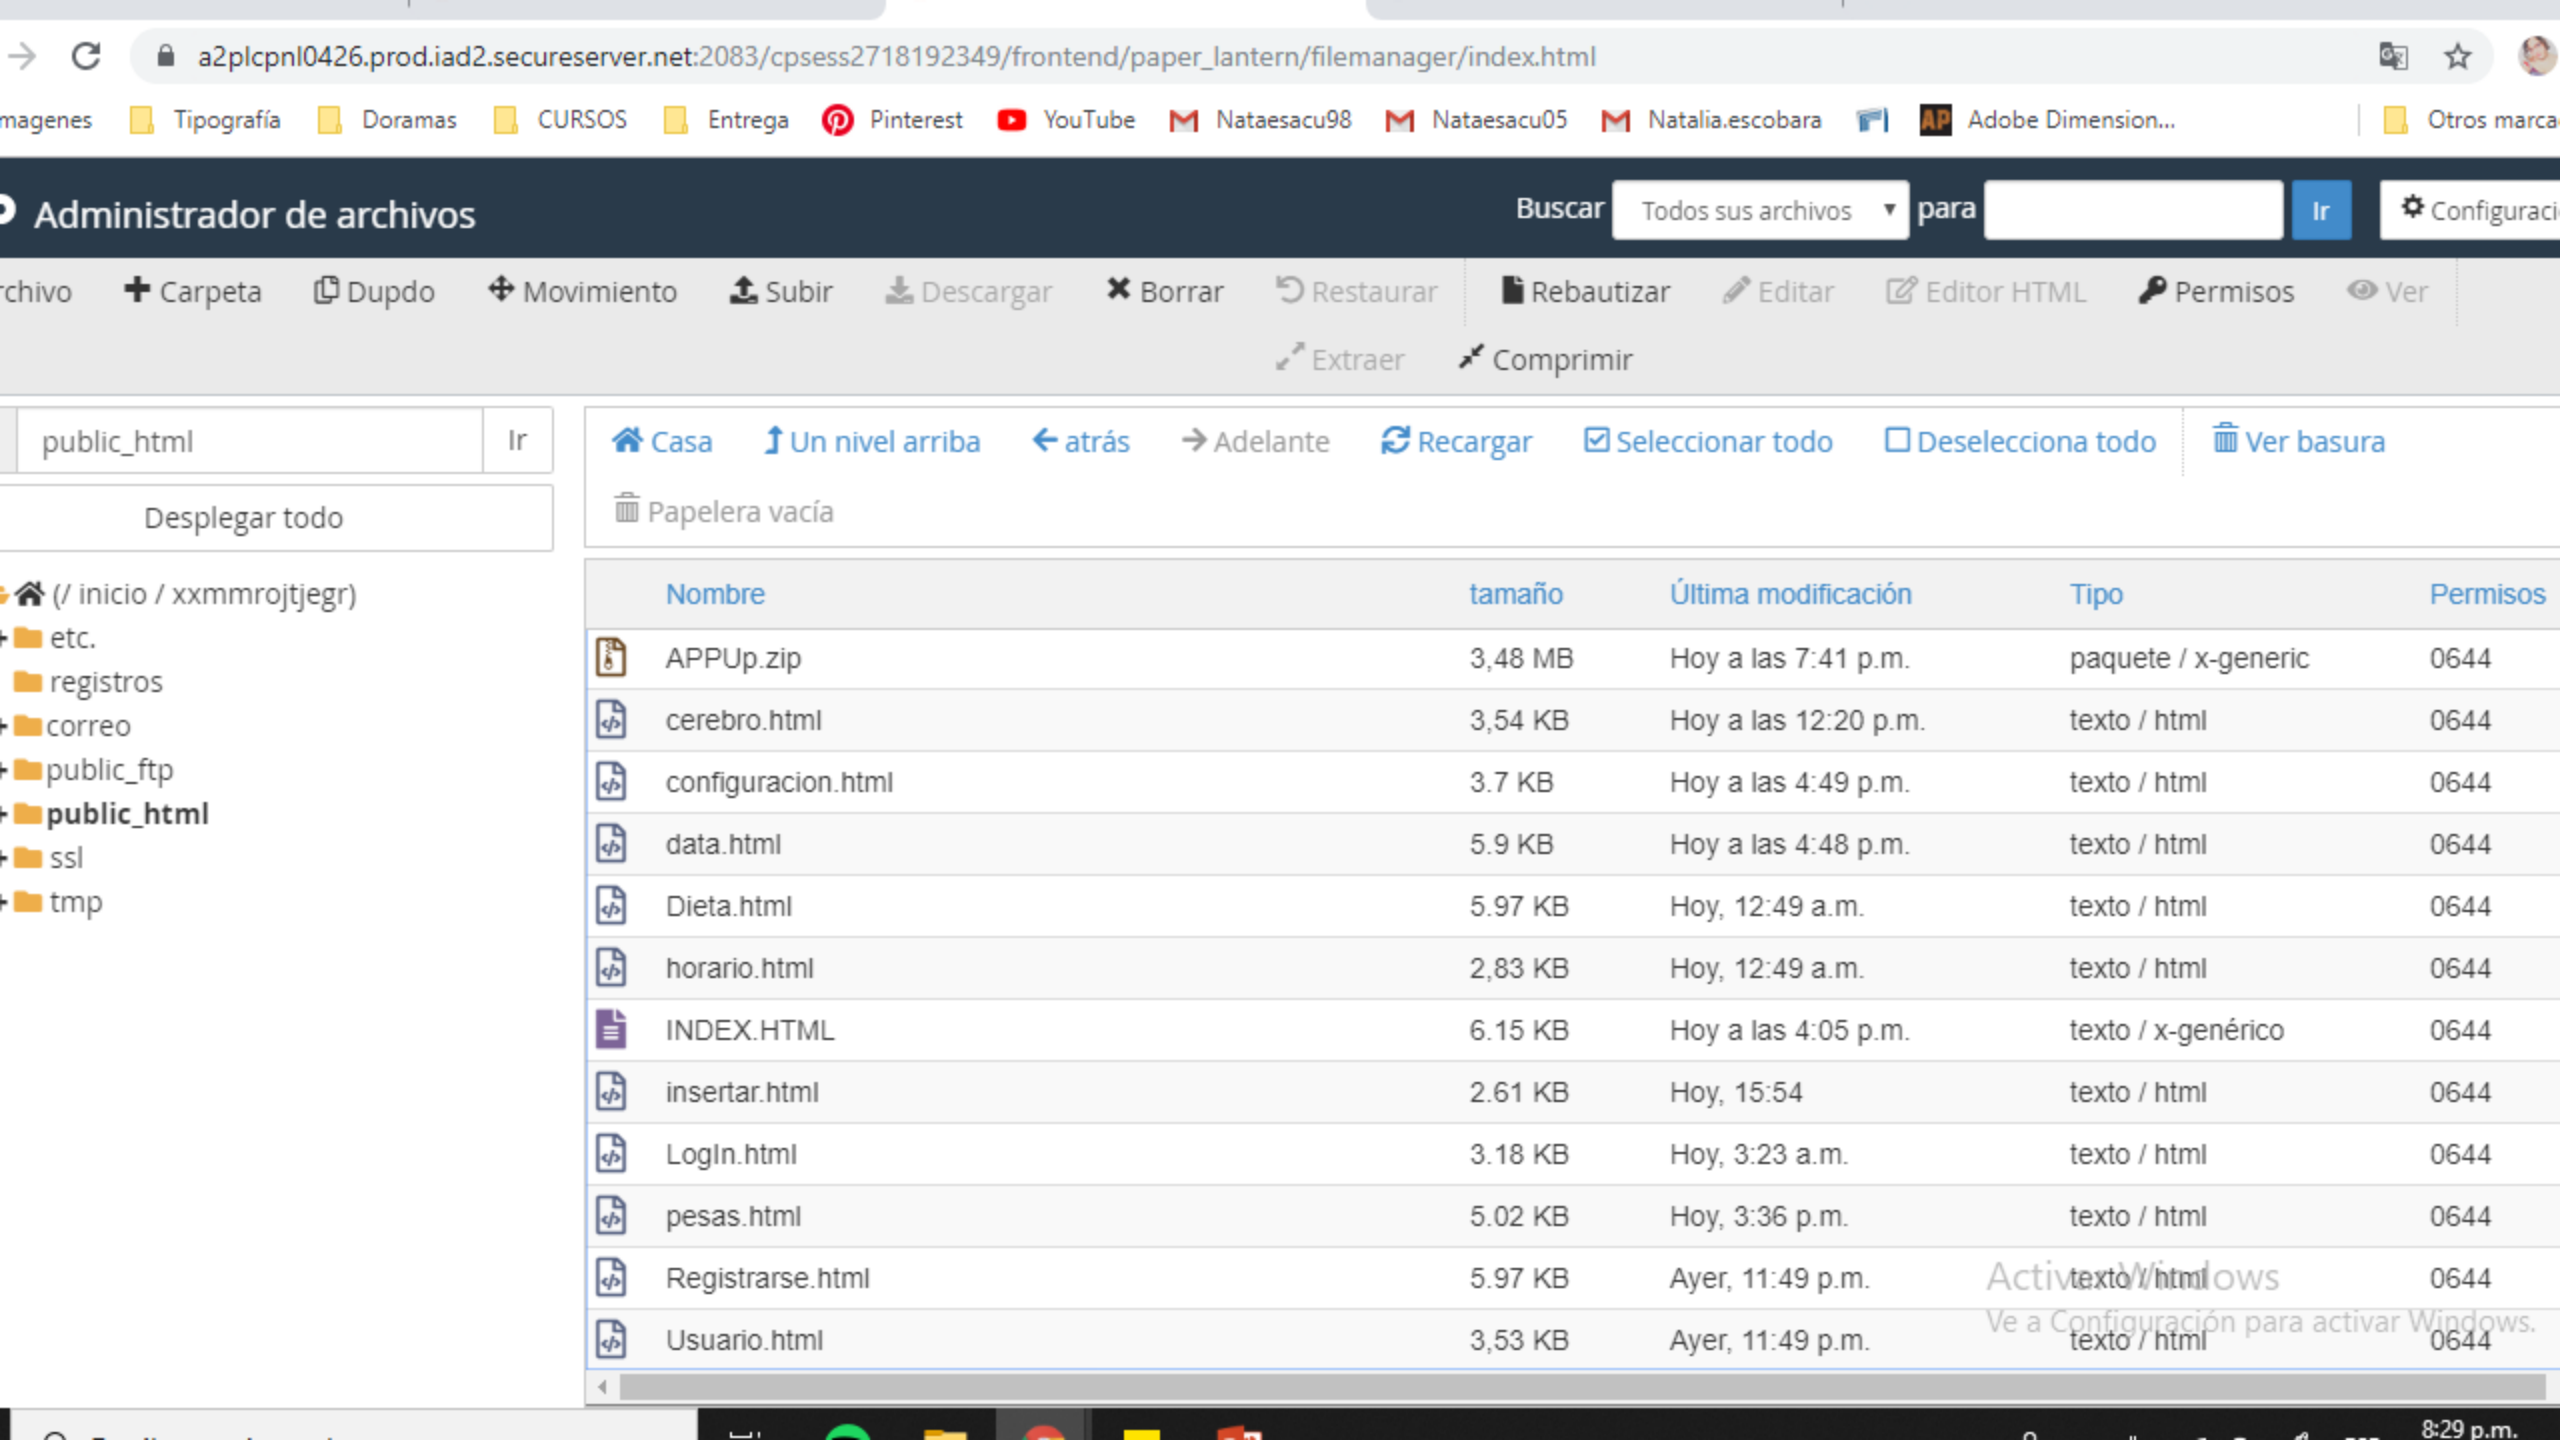 a2plcpnl0426.prod.iad2.secureserver.net:2083/cpsess2718192349/frontend/paper_lantern/filemanager/index.html
magenes Tipografía Doramas CURSOS Entrega Pinterest YouTube Nataesacu98 Nataesacu05 Natalia.escobara AP Adobe Dimension... Otros marca
Administrador de archivos Buscar Todos sus archivos para Ir Configuraci
rchivo Carpeta Dupdo Movimiento Subir Descargar Borrar Restaurar Rebautizar Editar Editor HTML Permisos Ver
Extraer Comprimir
public_html Ir Casa Un nivel arriba atrás Adelante Recargar Seleccionar todo Deselecciona todo Ver basura
Papelera vacía
Desplegar todo
(/ inicio / xxmmrojtjegr)
etc.
registros
correo
public_ftp
public_html
ssl
tmp
Nombre tamaño Última modificación Tipo Permisos
APPUp.zip 3,48 MB Hoy a las 7:41 p.m. paquete / x-generic 0644
cerebro.html 3,54 KB Hoy a las 12:20 p.m. texto / html 0644
configuracion.html 3.7 KB Hoy a las 4:49 p.m. texto / html 0644
data.html 5.9 KB Hoy a las 4:48 p.m. texto / html 0644
Dieta.html 5.97 KB Hoy, 12:49 a.m. texto / html 0644
horario.html 2,83 KB Hoy, 12:49 a.m. texto / html 0644
INDEX.HTML 6.15 KB Hoy a las 4:05 p.m. texto / x-genérico 0644
insertar.html 2.61 KB Hoy, 15:54 texto / html 0644
LogIn.html 3.18 KB Hoy, 3:23 a.m. texto / html 0644
pesas.html 5.02 KB Hoy, 3:36 p.m. texto / html 0644
Registrarse.html 5.97 KB Ayer, 11:49 p.m. texto / html 0644
Usuario.html 3,53 KB Ayer, 11:49 p.m. texto / html 0644
Activar Windows
Ve a Configuración para activar Windows.
8:29 p.m.